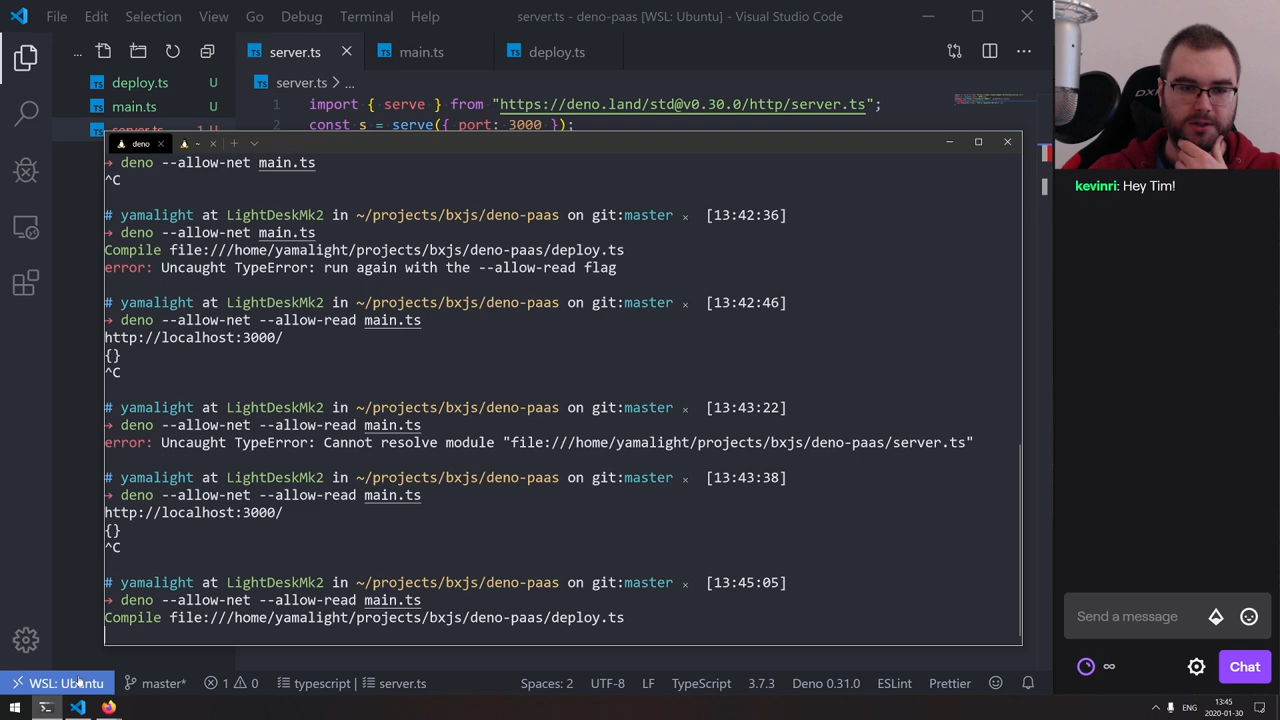 File Edit Selection View Go Debug Terminal Help server.ts - deno-paas [WSL: Ubuntu] - Visual Studio Code
... TS server.ts × TS main.ts TS deploy.ts
TS deploy.ts U TS server.ts > ...
TS main.ts U 1 import { serve } from "https://deno.land/std@v0.30.0/http/server.ts";
TS server.ts 1 2 const s = serve({ port: 3000 });
deno × ~ × +
→ deno --allow-net main.ts
^C
# yamalight at LightDeskMk2 in ~/projects/bxjs/deno-paas on git:master × [13:42:36]
→ deno --allow-net main.ts
Compile file:///home/yamalight/projects/bxjs/deno-paas/deploy.ts
error: Uncaught TypeError: run again with the --allow-read flag
# yamalight at LightDeskMk2 in ~/projects/bxjs/deno-paas on git:master × [13:42:46]
→ deno --allow-net --allow-read main.ts
http://localhost:3000/
{}
^C
# yamalight at LightDeskMk2 in ~/projects/bxjs/deno-paas on git:master × [13:43:22]
→ deno --allow-net --allow-read main.ts
error: Uncaught TypeError: Cannot resolve module "file:///home/yamalight/projects/bxjs/deno-paas/server.ts"
# yamalight at LightDeskMk2 in ~/projects/bxjs/deno-paas on git:master × [13:43:38]
→ deno --allow-net --allow-read main.ts
http://localhost:3000/
{}
^C
# yamalight at LightDeskMk2 in ~/projects/bxjs/deno-paas on git:master × [13:45:05]
→ deno --allow-net --allow-read main.ts
Compile file:///home/yamalight/projects/bxjs/deno-paas/deploy.ts
WSL: Ubuntu master* 1 0 typescript | server.ts Spaces: 2 UTF-8 LF TypeScript 3.7.3 Deno 0.31.0 ESLint Prettier
kevinri: Hey Tim!
Send a message
∞ Chat
ENG 13:45
2020-01-30